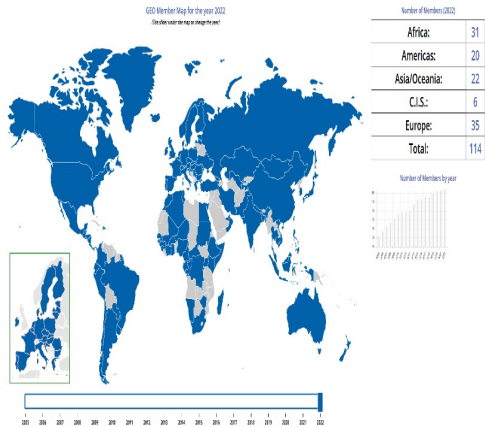 GEO Member Map for the year 2022
(Use slider under the map to change the year)
Number of Members (2022)
Africa: 31
Americas: 20
Asia/Oceania: 22
C.I.S.: 6
Europe: 35
Total: 114
Number of Members by year
2005 2006 2007 2008 2009 2010 2011 2012 2013 2014 2015 2016 2017 2018 2019 2020 2021 2022